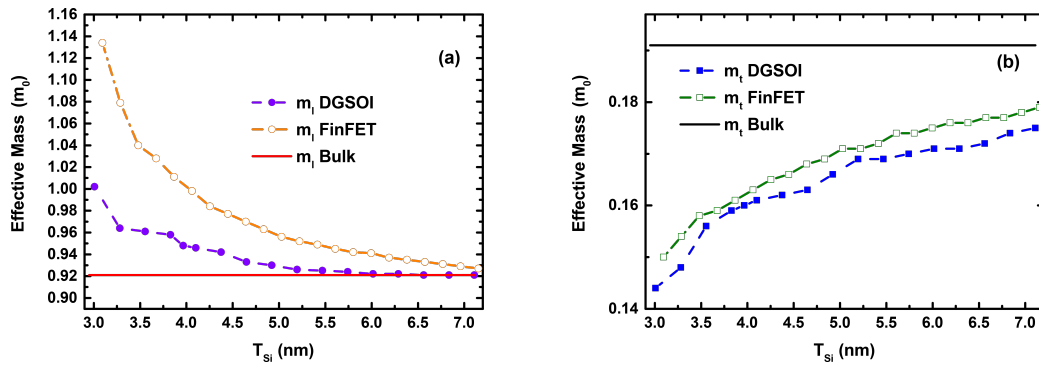 1.16
1.14
1.12
1.10
1.08
1.06
1.04
1.02
1.00
0.98
0.96
0.94
0.92
0.90
Effective Mass (m0)
(a)
ml DGSOI
ml FinFET
ml Bulk
3.0 3.5 4.0 4.5 5.0 5.5 6.0 6.5 7.0
TSi (nm)
0.18
0.16
0.14
Effective Mass (m0)
(b)
mt DGSOI
mt FinFET
mt Bulk
3.0 3.5 4.0 4.5 5.0 5.5 6.0 6.5 7.0
TSi (nm)